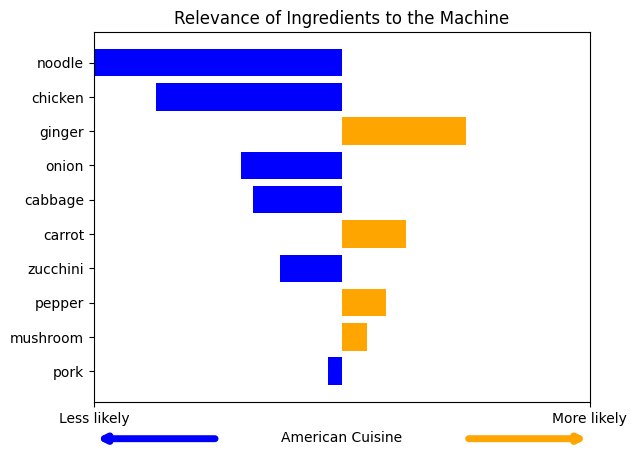 Relevance of Ingredients to the Machine
noodle
chicken
ginger
onion
cabbage
carrot
zucchini
pepper
mushroom
pork
Less likely
More likely
American Cuisine